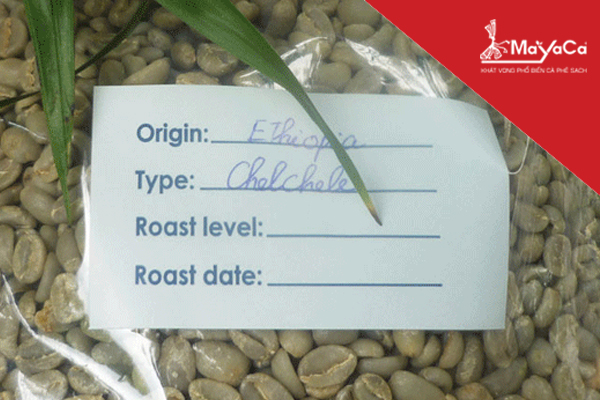 MaYaCa
KHÁT VỌNG PHỔ BIẾN CÀ PHÊ SẠCH
Origin: Ethiopia
Type: Chelchele
Roast level:
Roast date: